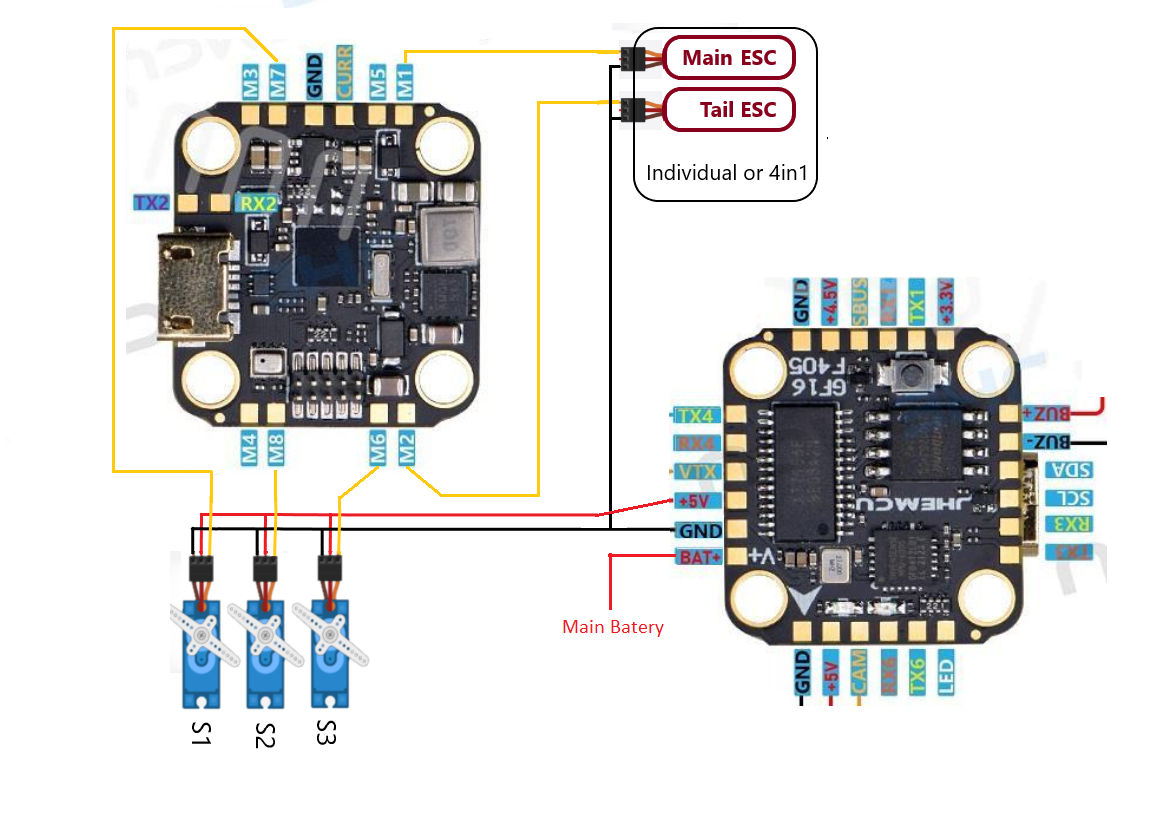 M3
M7
GND
CURR
M5
M1
Main ESC
Tail ESC
Individual or 4in1
TX2
RX2
100
M4
M8
M6
M2
GND
+4.5V
SBUS
RX1
TX1
+3.3V
GF16
F405
TX4
RX4
VTX
+5V
GND
BAT+
V+
BUZ+
BUZ-
SDA
SCL
RX3
TX3
JHEMCU
Main Batery
GND
+5V
CAM
RX6
TX6
LED
S1
S2
S3